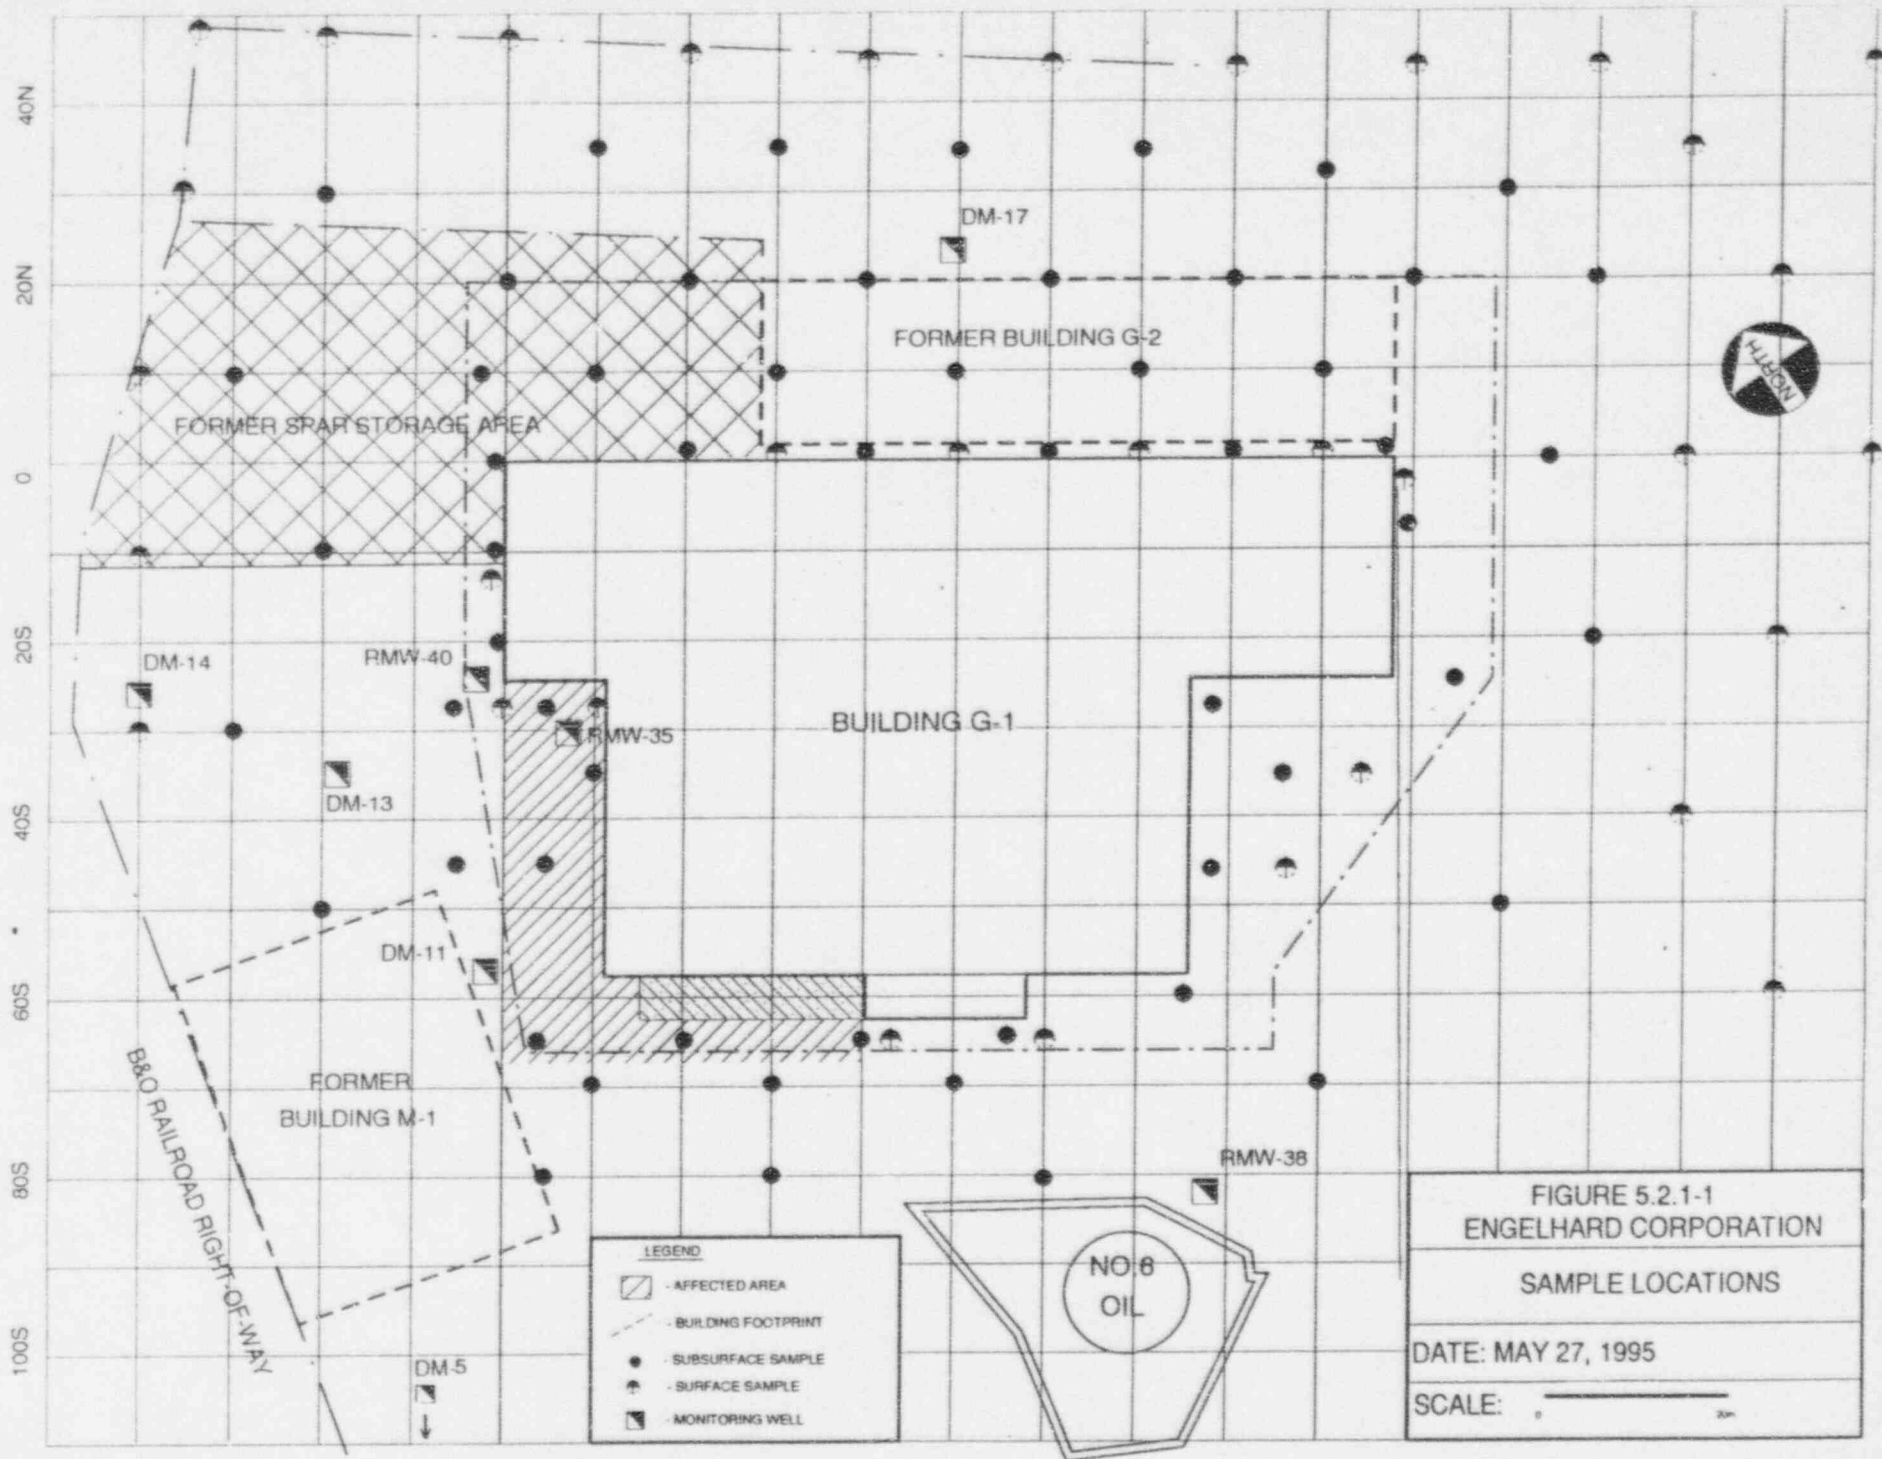 40N
20N
0
20S
40S
60S
80S
100S
DM-17
FORMER BUILDING G-2
NORTH
FORMER SPAR STORAGE AREA
DM-14
RMW-40
RMW-35
BUILDING G-1
DM-13
DM-11
B&O RAILROAD RIGHT-OF-WAY
FORMER
BUILDING M-1
DM-5
RMW-38
NO.6
OIL
LEGEND
- AFFECTED AREA
- BUILDING FOOTPRINT
- SUBSURFACE SAMPLE
- SURFACE SAMPLE
- MONITORING WELL
FIGURE 5.2.1-1
ENGELHARD CORPORATION
SAMPLE LOCATIONS
DATE: MAY 27, 1995
SCALE:
0 20m